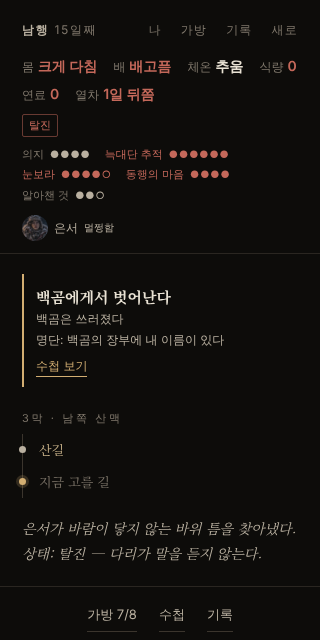 남행 15일째 나 가방 기록 새로
몸 크게 다침 배 배고픔 체온 추움 식량 0
연료 0 열차 1일 뒤쫌
탈진
의지 ●●●● 늑대단 추적 ●●●●●●
눈보라 ●●●●○ 동행의 마음 ●●●●
알아챈 것 ●●○
은서 멀쩡함
백곰에게서 벗어난다
백곰은 쓰러졌다
명단: 백곰의 장부에 내 이름이 있다
수첩 보기
3막 · 남쪽 산맥
산길
지금 고를 길
은서가 바람이 닿지 않는 바위 틈을 찾아냈다.
상태: 탈진 — 다리가 말을 듣지 않는다.
가방 7/8 수첩 기록